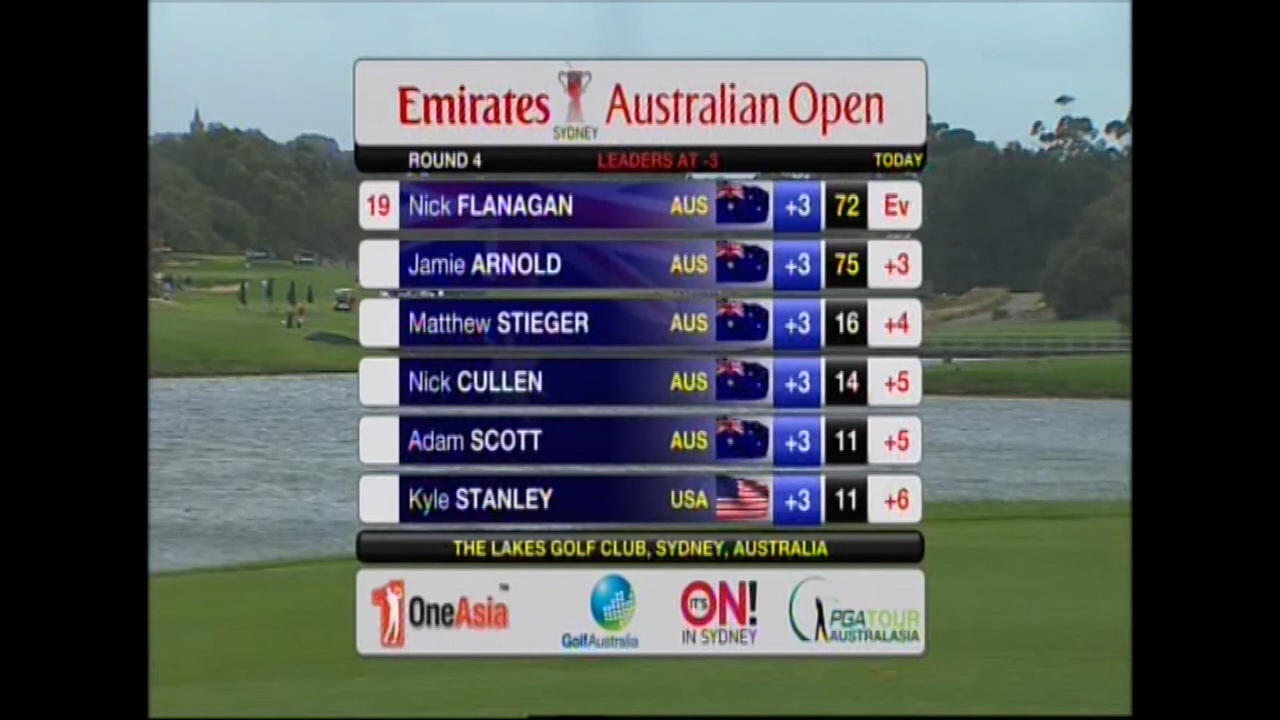 Emirates Australian Open
SYDNEY
ROUND 4 LEADERS AT -3 TODAY
19 Nick FLANAGAN AUS +3 72 Ev
Jamie ARNOLD AUS +3 75 +3
Matthew STIEGER AUS +3 16 +4
Nick CULLEN AUS +3 14 +5
Adam SCOTT AUS +3 11 +5
Kyle STANLEY USA +3 11 +6
THE LAKES GOLF CLUB, SYDNEY, AUSTRALIA
1 OneAsia™ GolfAustralia IT'S ON! IN SYDNEY PGA TOUR AUSTRALASIA